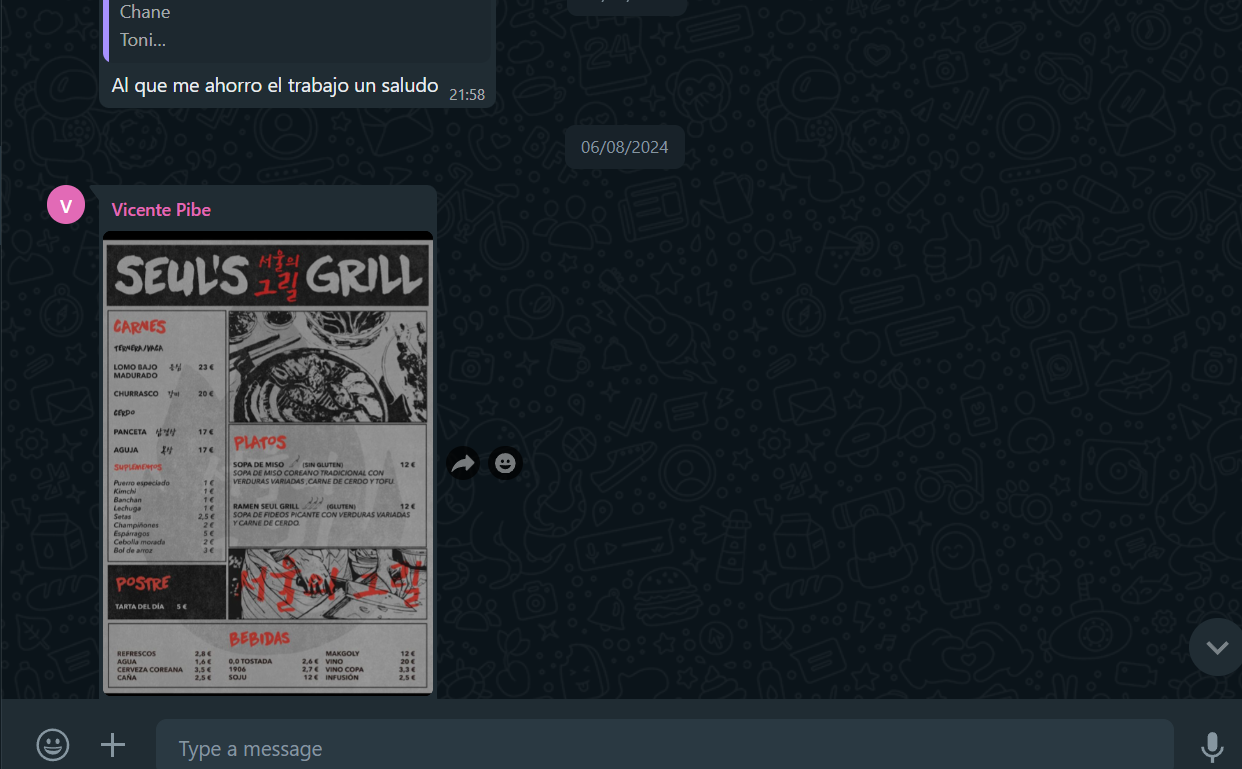 Chane
Toni...
Al que me ahorro el trabajo un saludo 21:58
06/08/2024
V
Vicente Pibe
SEUL'S 서울의 그릴 GRILL
CARNES
TERNERA/VACA
LOMO BAJO MADURADO 23 €
CHURRASCO 20 €
CERDO
PANCETA 삼겹살 17 €
AGUJA 목살 17 €
SUPLEMENTOS
Puerro especiado 1 €
Kimchi 1 €
Banchan 1 €
Lechuga 1 €
Setas 2,5 €
Champiñones 2 €
Espárragos 5 €
Cebolla morada 2 €
Bol de arroz 3 €
PLATOS
SOPA DE MISO (SIN GLUTEN) 12 €
SOPA DE MISO COREANO TRADICIONAL CON
VERDURAS VARIADAS ,CARNE DE CERDO Y TOFU.
RAMEN SEUL GRILL (GLUTEN) 12 €
SOPA DE FIDEOS PICANTE CON VERDURAS VARIADAS
Y CARNE DE CERDO.
서울의 그릴
POSTRE
TARTA DEL DÍA 5 €
BEBIDAS
REFRESCOS 2,8 €
AGUA 1,6 €
CERVEZA COREANA 3,5 €
CAÑA 2,5 €
0,0 TOSTADA 2,6 €
1906 2,7 €
SOJU 12 €
MAKGOLY 12 €
VINO 20 €
VINO COPA 3,3 €
INFUSIÓN 2,5 €
Type a message